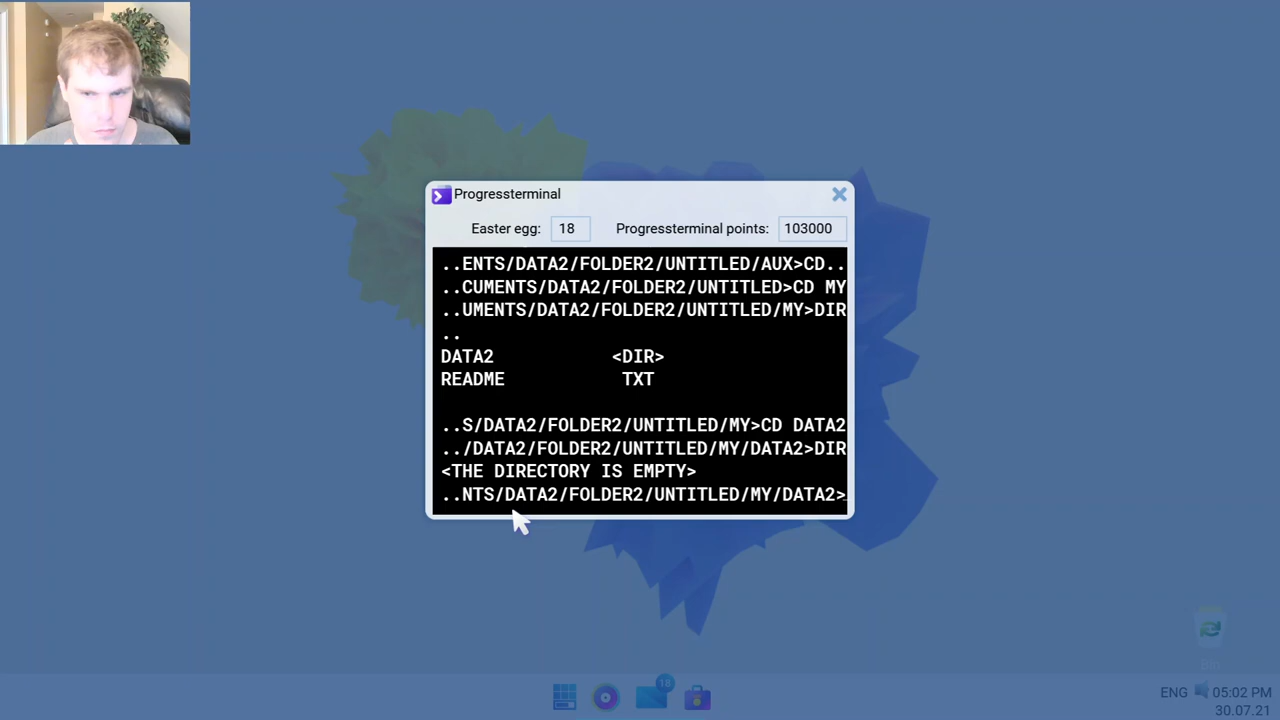 Progressterminal
Easter egg: 18 Progressterminal points: 103000
..ENTS/DATA2/FOLDER2/UNTITLED/AUX>CD..
..CUMENTS/DATA2/FOLDER2/UNTITLED>CD MY
..UMENTS/DATA2/FOLDER2/UNTITLED/MY>DIR
..
DATA2 <DIR>
README TXT
..S/DATA2/FOLDER2/UNTITLED/MY>CD DATA2
../DATA2/FOLDER2/UNTITLED/MY/DATA2>DIR
<THE DIRECTORY IS EMPTY>
..NTS/DATA2/FOLDER2/UNTITLED/MY/DATA2>_
Bin
18
ENG 05:02 PM
30.07.21